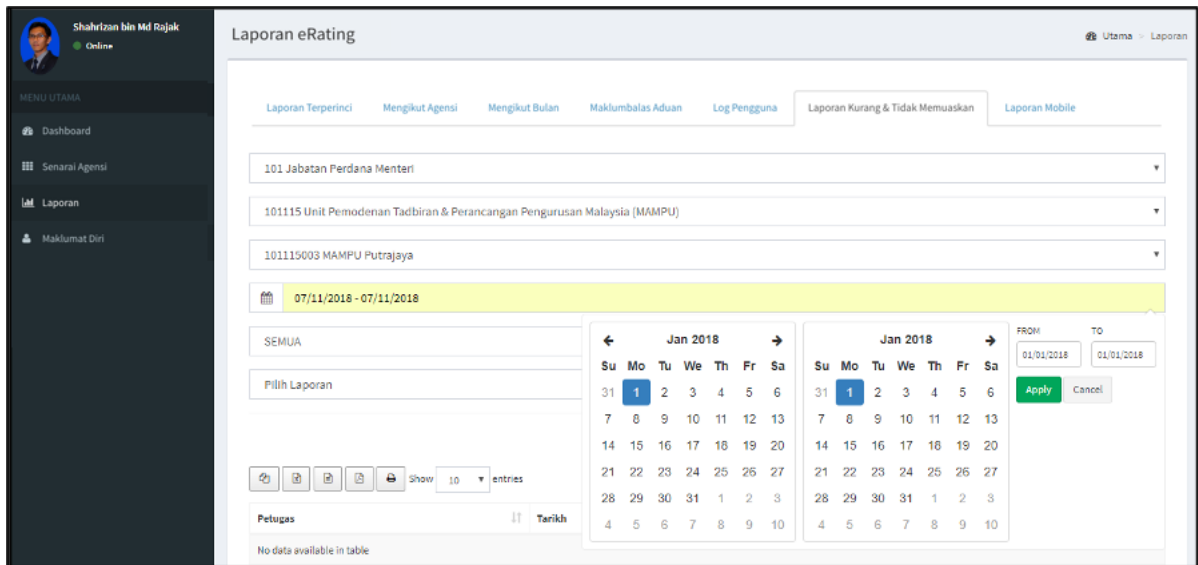 Shahrizan bin Md Rajak
Online
MENU UTAMA
Dashboard
Senarai Agensi
Laporan
Maklumat Diri
Laporan eRating
Utama > Laporan
Laporan Terperinci Mengikut Agensi Mengikut Bulan Maklumbalas Aduan Log Pengguna Laporan Kurang & Tidak Memuaskan Laporan Mobile
101 Jabatan Perdana Menteri
101115 Unit Pemodenan Tadbiran & Perancangan Pengurusan Malaysia (MAMPU)
101115003 MAMPU Putrajaya
07/11/2018 - 07/11/2018
SEMUA
Pilih Laporan
Jan 2018
Su Mo Tu We Th Fr Sa
31 1 2 3 4 5 6
7 8 9 10 11 12 13
14 15 16 17 18 19 20
21 22 23 24 25 26 27
28 29 30 31 1 2 3
4 5 6 7 8 9 10
Jan 2018
Su Mo Tu We Th Fr Sa
31 1 2 3 4 5 6
7 8 9 10 11 12 13
14 15 16 17 18 19 20
21 22 23 24 25 26 27
28 29 30 31 1 2 3
4 5 6 7 8 9 10
FROM TO
01/01/2018 01/01/2018
Apply Cancel
Show 10 entries
Petugas Tarikh
No data available in table